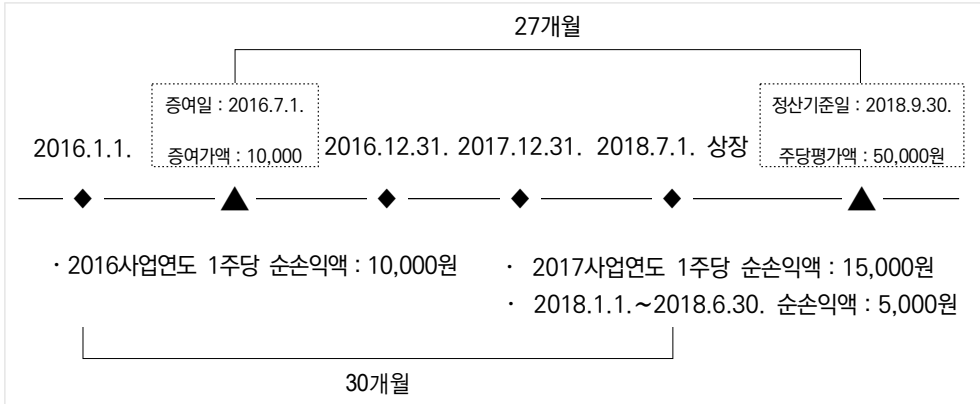 27개월
증여일 : 2016.7.1.
증여가액 : 10,000
정산기준일 : 2018.9.30.
주당평가액 : 50,000원
2016.1.1.
2016.12.31.
2017.12.31.
2018.7.1. 상장
· 2016사업연도 1주당 순손익액 : 10,000원
· 2017사업연도 1주당 순손익액 : 15,000원
· 2018.1.1.~2018.6.30. 순손익액 : 5,000원
30개월